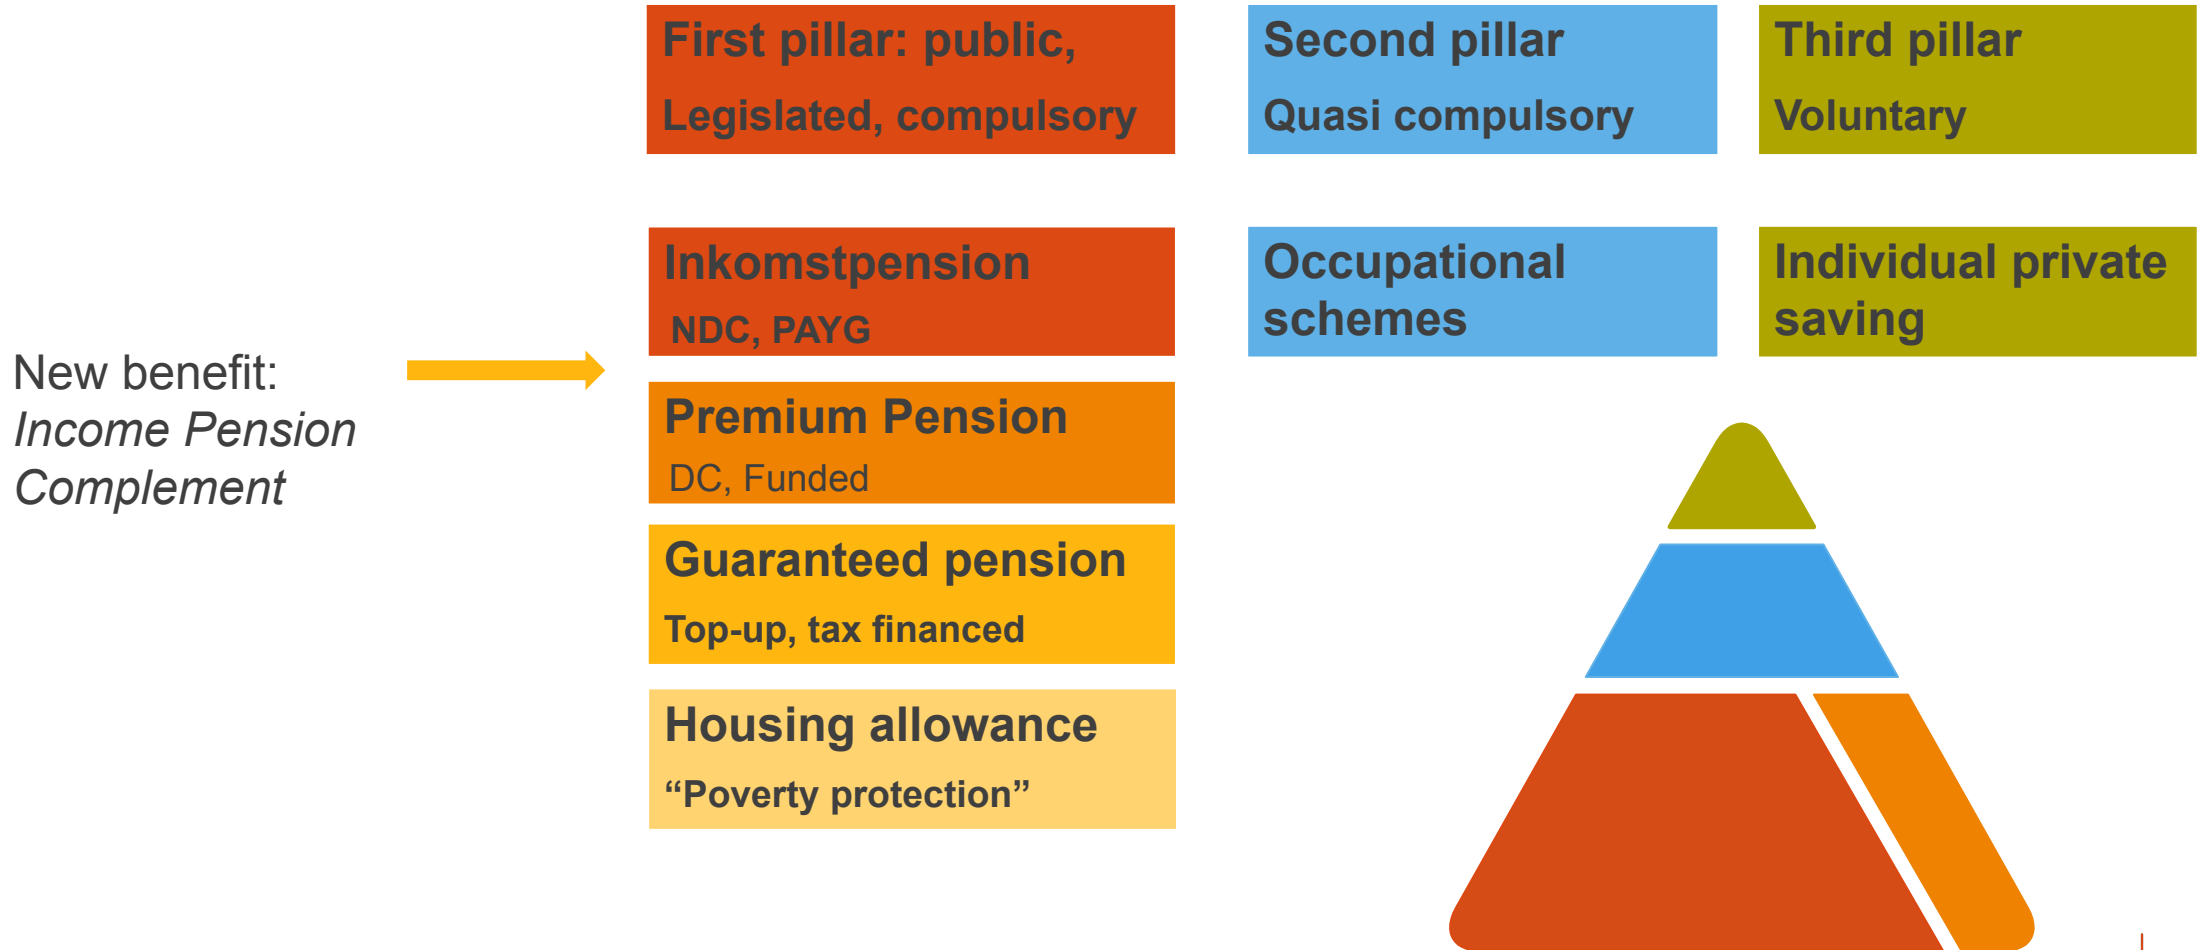 First pillar: public,
Legislated, compulsory
Second pillar
Quasi compulsory
Third pillar
Voluntary
New benefit:
Income Pension
Complement
Inkomstpension
NDC, PAYG
Premium Pension
DC, Funded
Guaranteed pension
Top-up, tax financed
Housing allowance
“Poverty protection”
Occupational
schemes
Individual private
saving